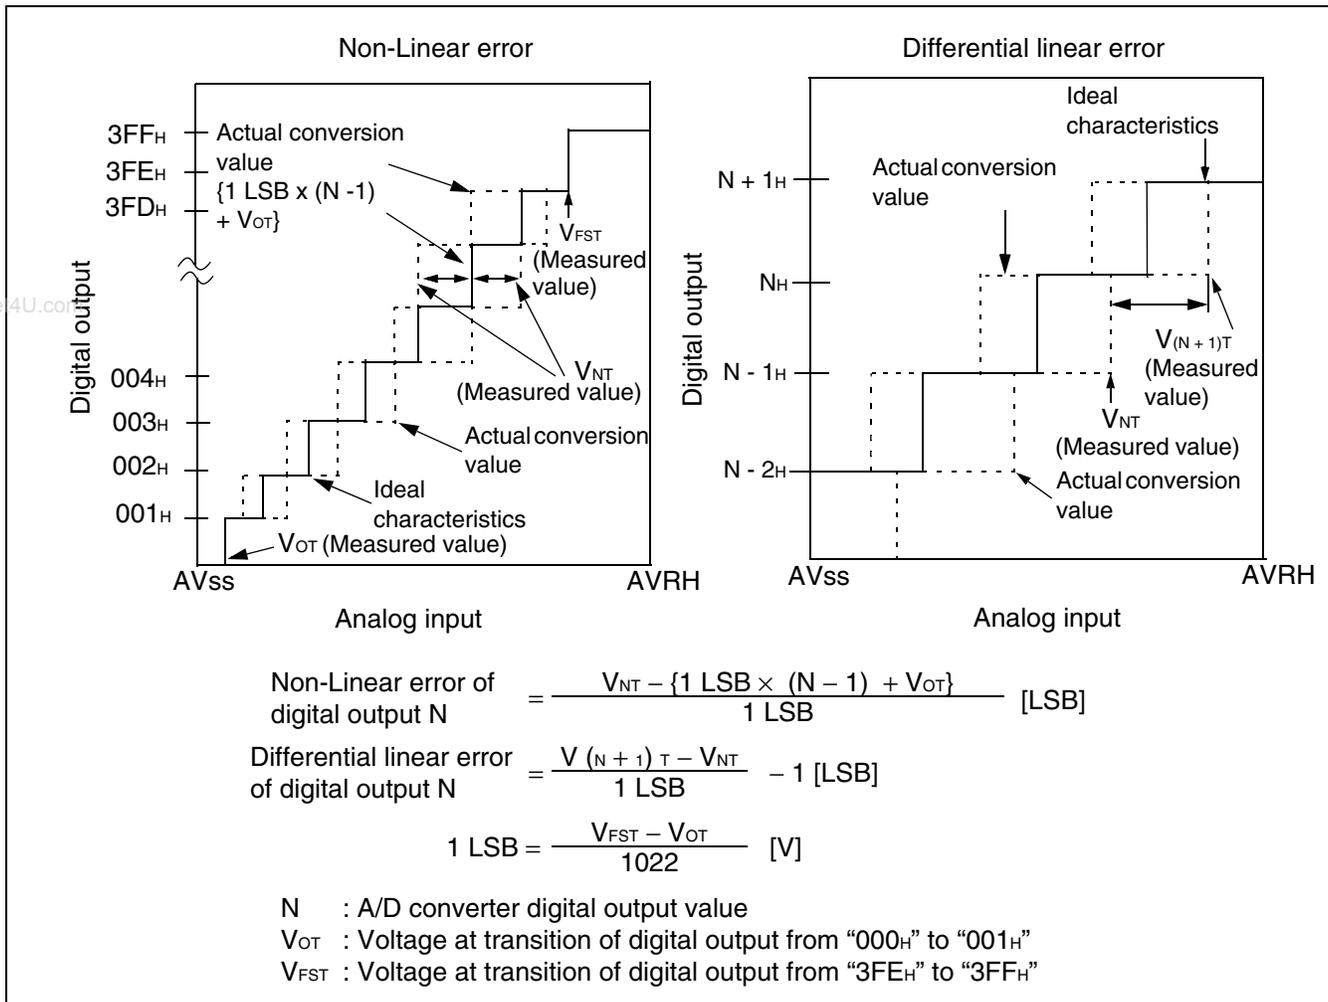 Non-Linear error
3FFH
3FEH
3FDH
004H
003H
002H
001H
Digital output
Actual conversion
value
{1 LSB x (N -1)
+ VOT}
VFST
(Measured
value)
VNT
(Measured value)
Actual conversion
value
Ideal
characteristics
VOT (Measured value)
AVss
AVRH
Analog input
Differential linear error
N + 1H
NH
N - 1H
N - 2H
Digital output
Ideal
characteristics
Actual conversion
value
V(N + 1)T
(Measured
value)
VNT
(Measured value)
Actual conversion
value
AVss
AVRH
Analog input
Non-Linear error of
digital output N
= VNT − {1 LSB × (N − 1) + VOT}
1 LSB
[LSB]
Differential linear error
of digital output N
= V (N + 1) T − VNT
1 LSB
− 1 [LSB]
1 LSB = VFST − VOT
1022
[V]
N : A/D converter digital output value
VOT : Voltage at transition of digital output from “000H” to “001H”
VFST : Voltage at transition of digital output from “3FEH” to “3FFH”